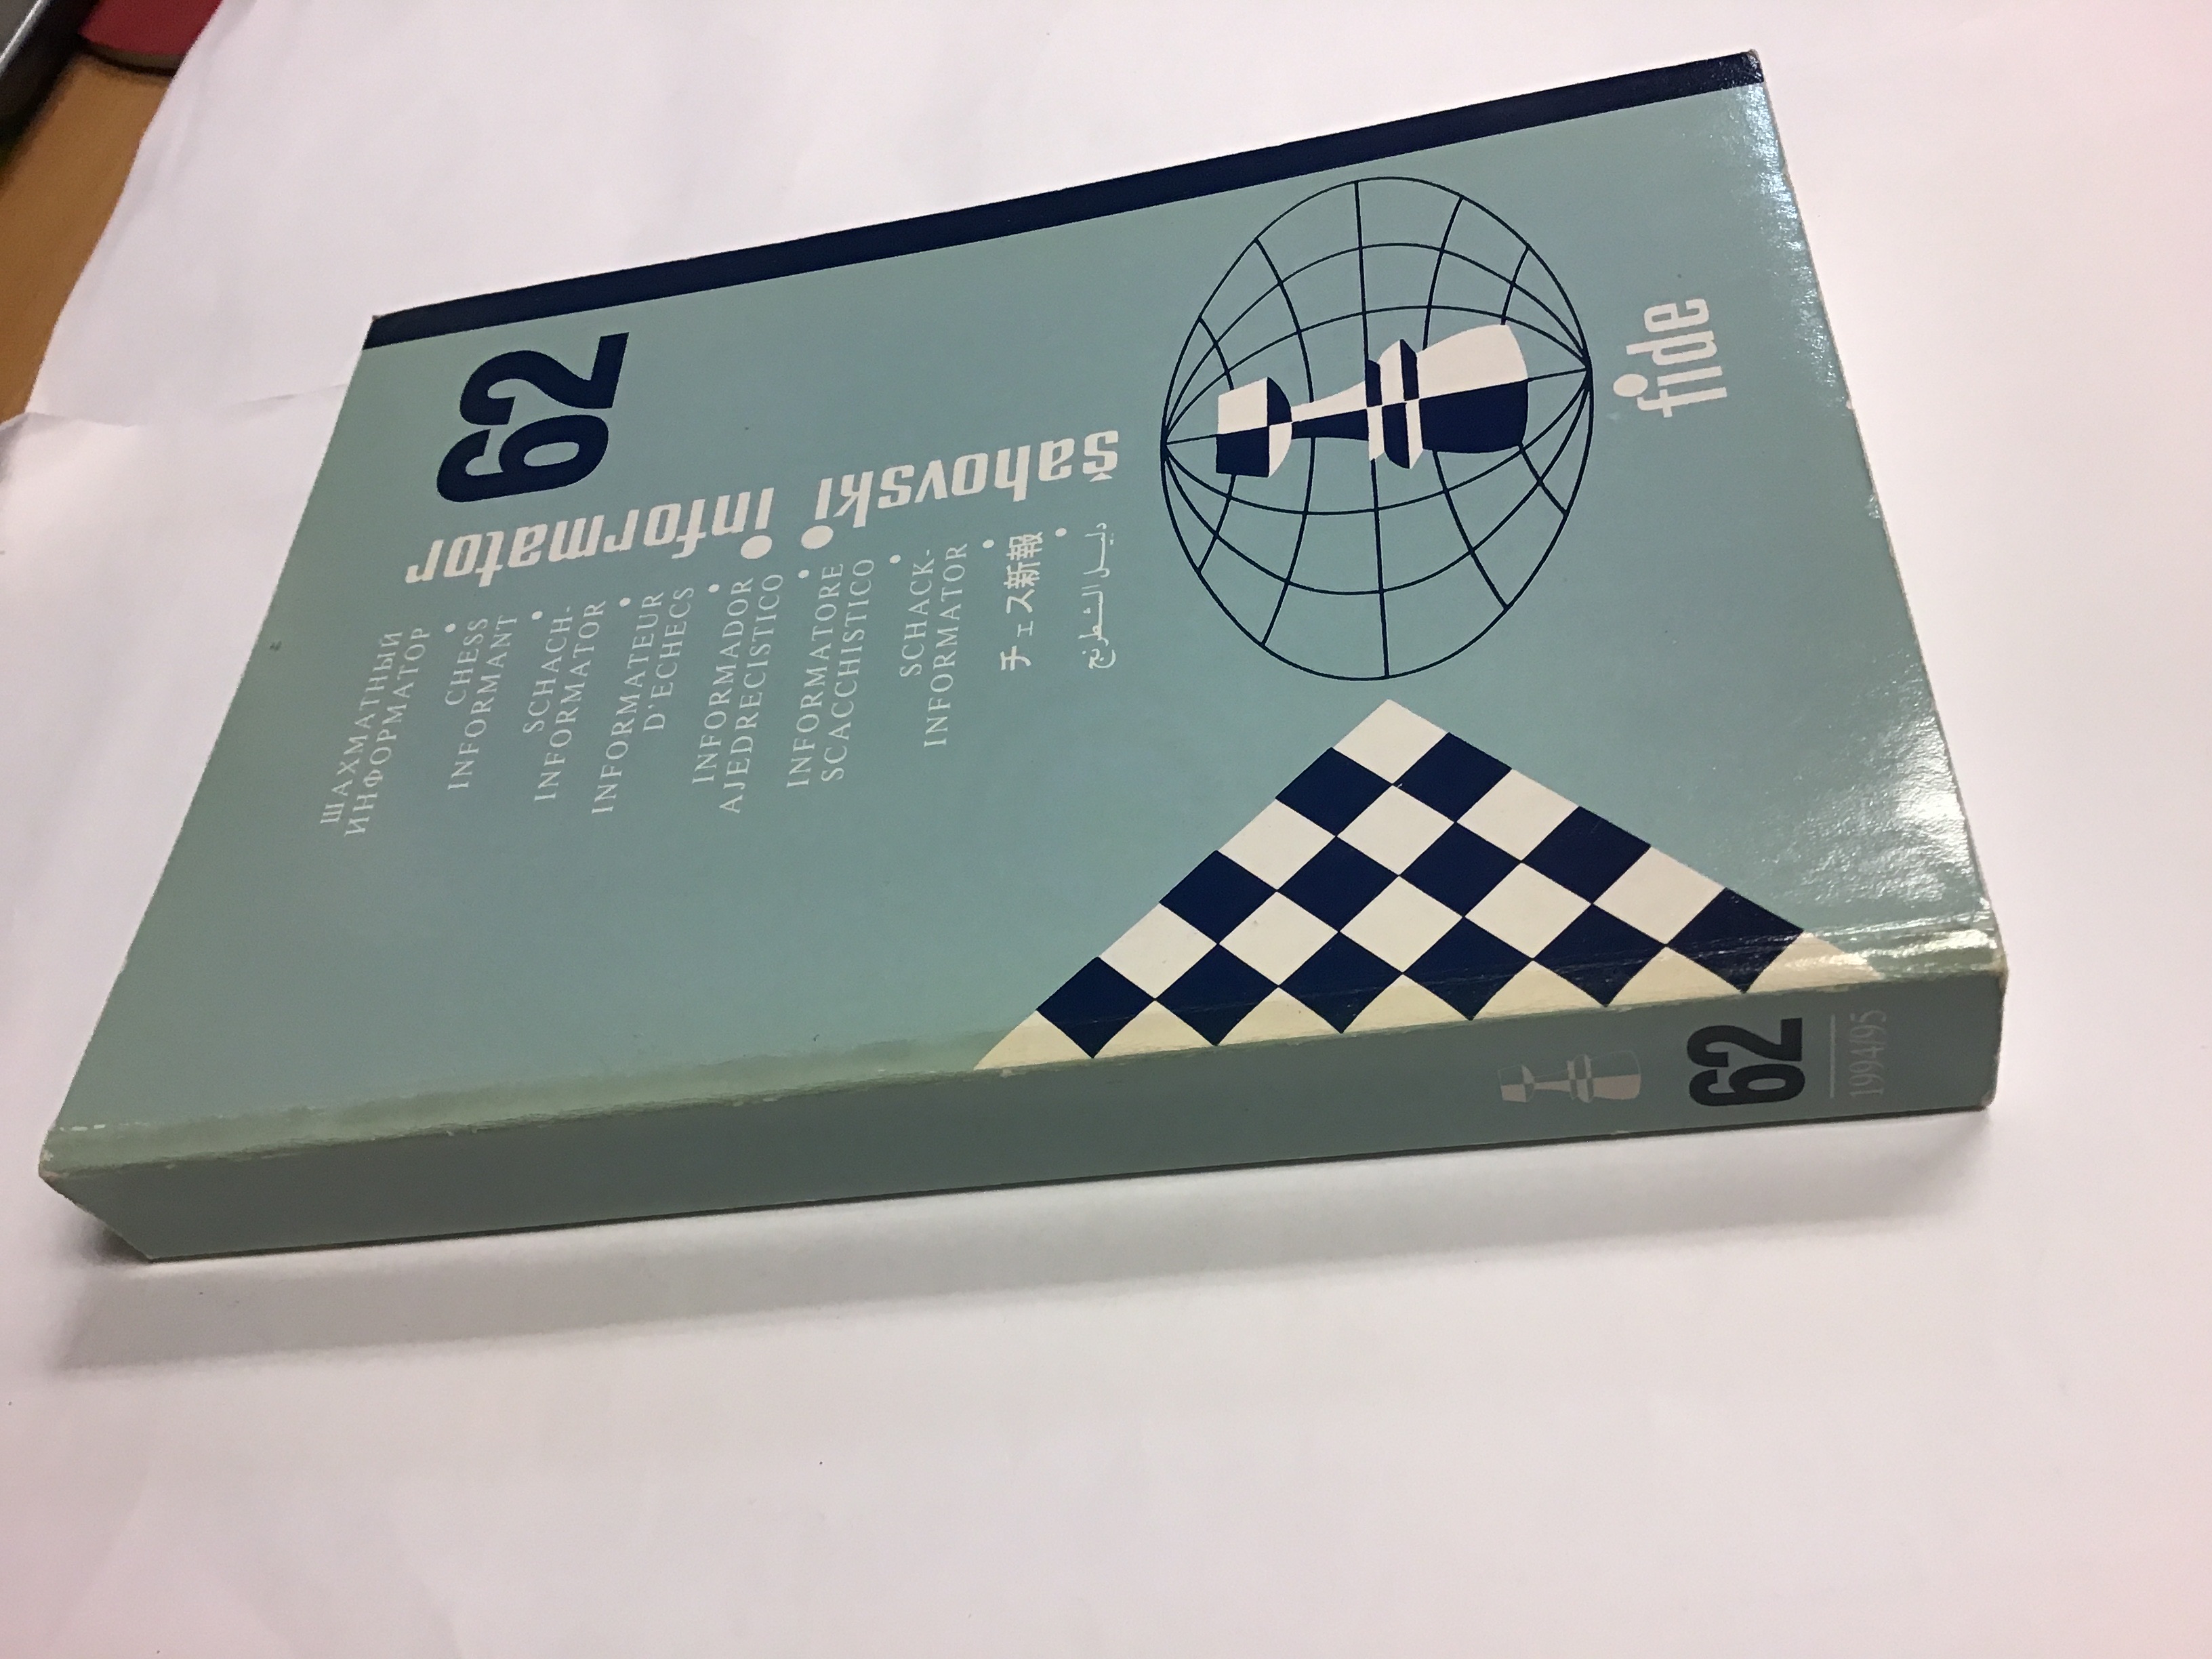 62
šahovski informator
ШАХМАТНЫЙ
ИНФОРМАТОР
•
CHESS
INFORMANT
•
SCHACH-
INFORMATOR
•
INFORMATEUR
D'ECHECS
•
INFORMADOR
AJEDRECISTICO
•
INFORMATORE
SCACCHISTICO
•
SCHACK-
INFORMATOR
•
チェス新報
•
دليل الشطرنج
fide
62
1994/95